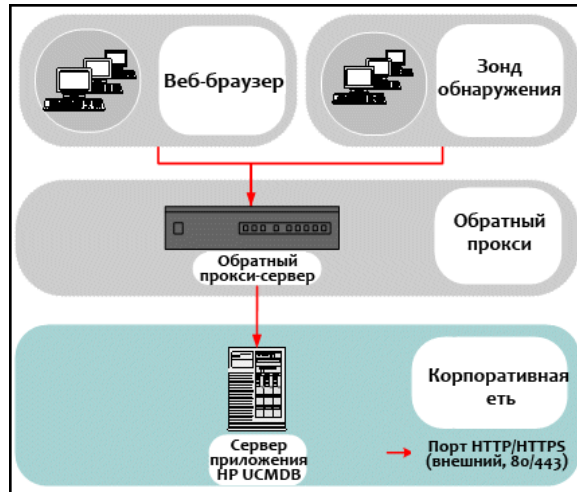 Веб-браузер
Зонд
обнаружения
Обратный
прокси
Обратный
прокси-сервер
Корпоративная
еть
Сервер
приложения
HP UCMDB
Порт HTTP/HTTPS
(внешний, 80/443)